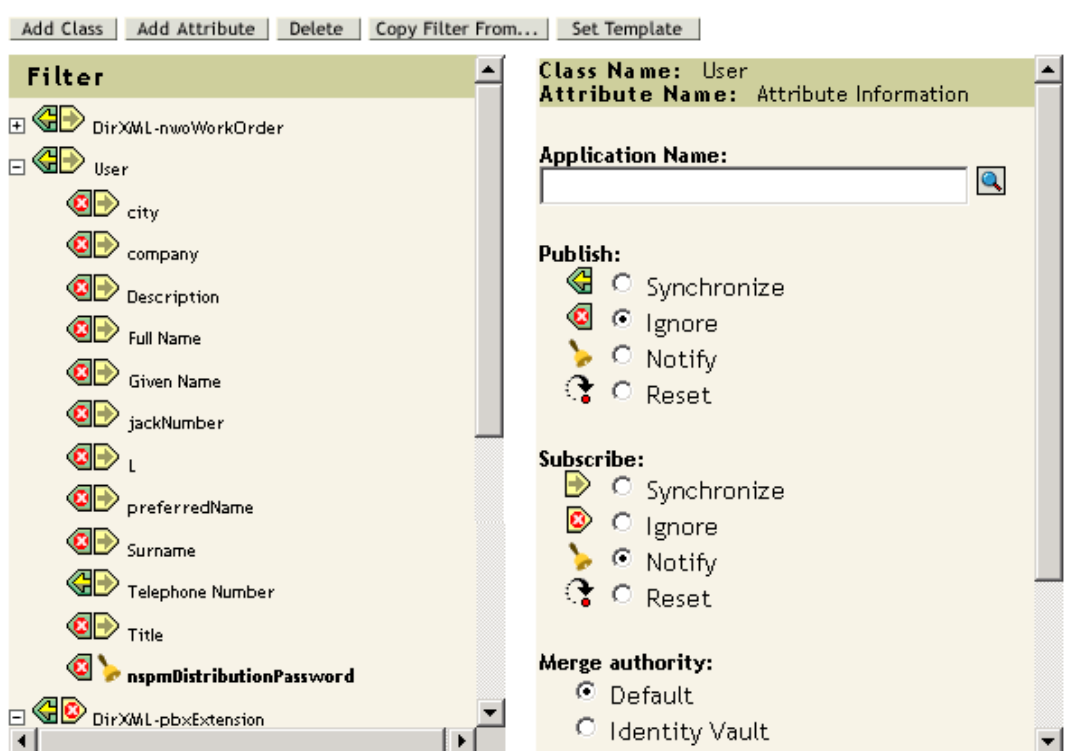 Add Class Add Attribute Delete Copy Filter From... Set Template
Filter
DirXML-nwoWorkOrder
User
city
company
Description
Full Name
Given Name
jackNumber
L
preferredName
Surname
Telephone Number
Title
nspmDistributionPassword
DirXML-pbxExtension
Class Name: User
Attribute Name: Attribute Information
Application Name:
Publish:
Synchronize
Ignore
Notify
Reset
Subscribe:
Synchronize
Ignore
Notify
Reset
Merge authority:
Default
Identity Vault